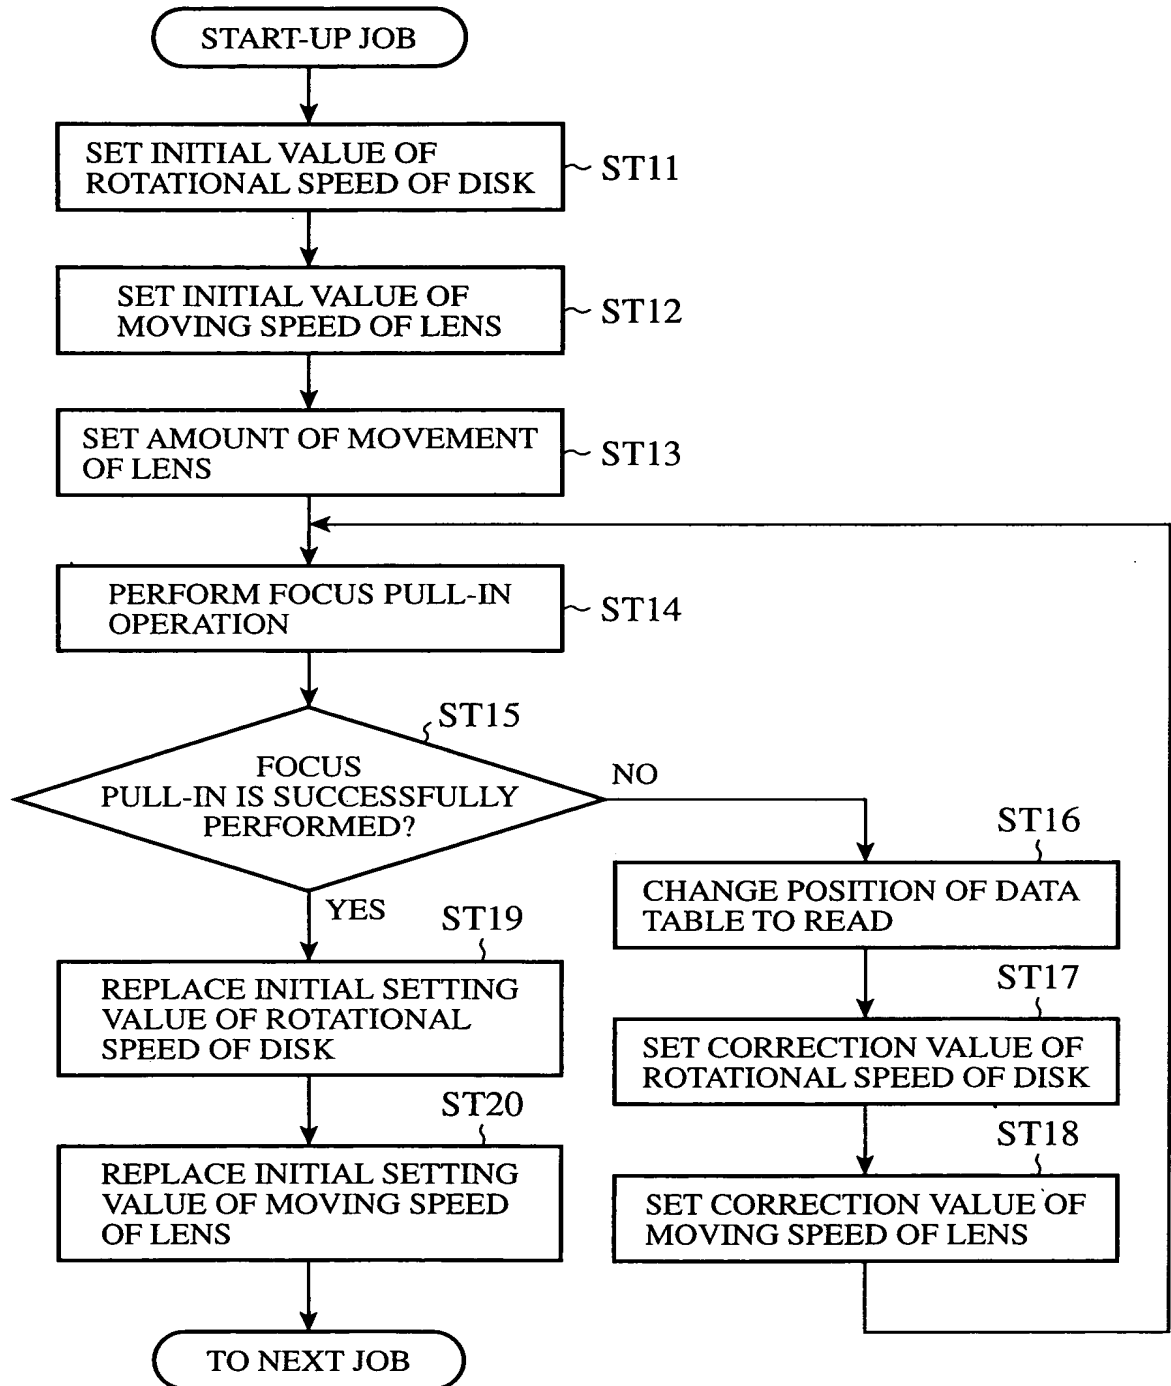 START-UP JOB
SET INITIAL VALUE OF
ROTATIONAL SPEED OF DISK
ST11
SET INITIAL VALUE OF
MOVING SPEED OF LENS
ST12
SET AMOUNT OF MOVEMENT
OF LENS
ST13
PERFORM FOCUS PULL-IN
OPERATION
ST14
ST15
FOCUS
PULL-IN IS SUCCESSFULLY
PERFORMED?
NO
YES
ST16
CHANGE POSITION OF DATA
TABLE TO READ
ST17
SET CORRECTION VALUE OF
ROTATIONAL SPEED OF DISK
ST18
SET CORRECTION VALUE OF
MOVING SPEED OF LENS
ST19
REPLACE INITIAL SETTING
VALUE OF ROTATIONAL
SPEED OF DISK
ST20
REPLACE INITIAL SETTING
VALUE OF MOVING SPEED
OF LENS
TO NEXT JOB